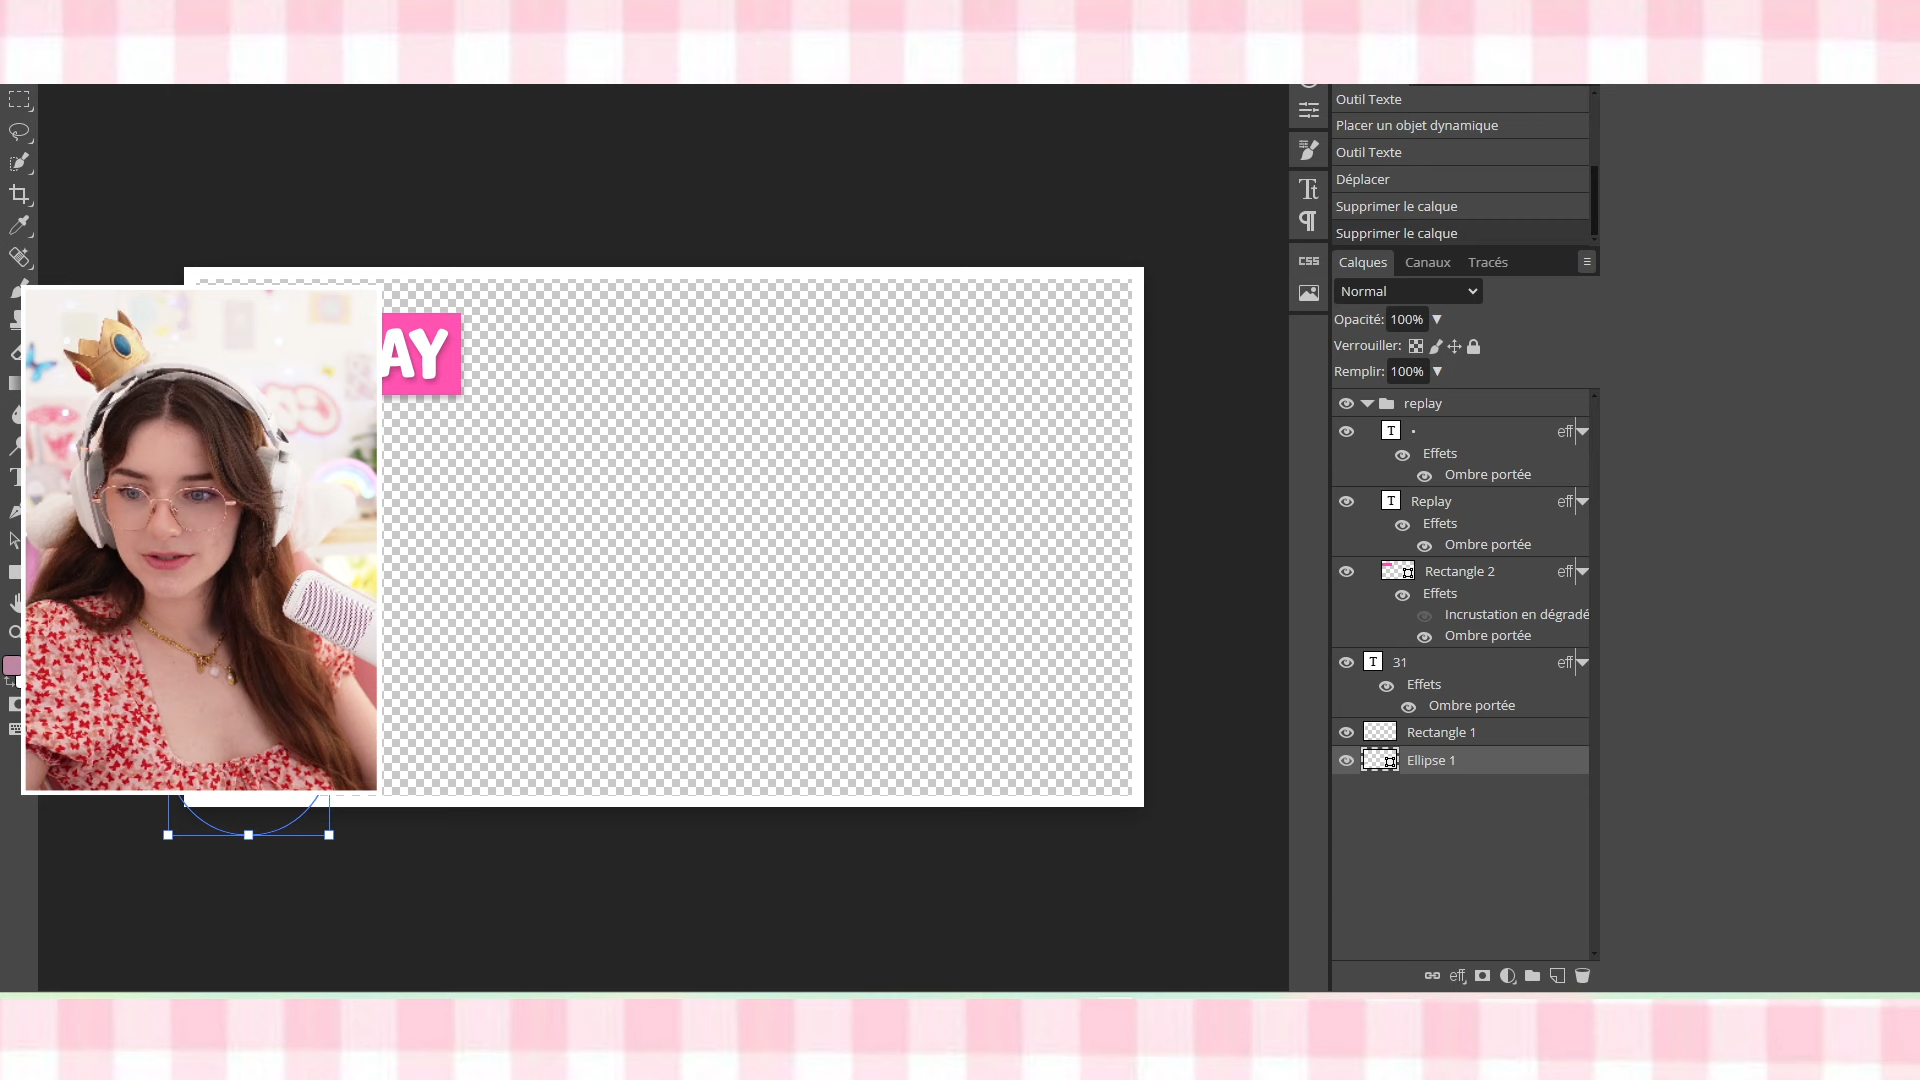 Outil Texte
Placer un objet dynamique
Outil Texte
Déplacer
Supprimer le calque
Supprimer le calque
Calques Canaux Tracés
Normal
Opacité: 100%
Verrouiller:
Remplir: 100%
replay
T • eff
Effets
Ombre portée
T Replay eff
Effets
Ombre portée
Rectangle 2 eff
Effets
Incrustation en dégradé
Ombre portée
T 31 eff
Effets
Ombre portée
Rectangle 1
Ellipse 1
eff
Tt
¶
CSS
AY